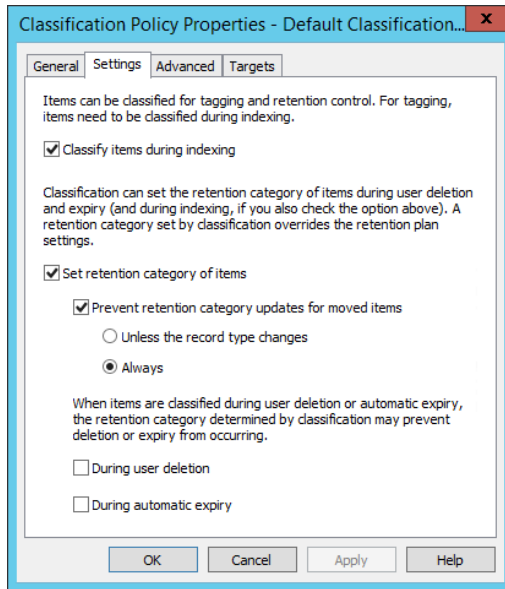 Classification Policy Properties - Default Classification... x
General Settings Advanced Targets
Items can be classified for tagging and retention control. For tagging,
items need to be classified during indexing.
Classify items during indexing
Classification can set the retention category of items during user deletion
and expiry (and during indexing, if you also check the option above). A
retention category set by classification overrides the retention plan
settings.
Set retention category of items
Prevent retention category updates for moved items
Unless the record type changes
Always
When items are classified during user deletion or automatic expiry,
the retention category determined by classification may prevent
deletion or expiry from occurring.
During user deletion
During automatic expiry
OK Cancel Apply Help